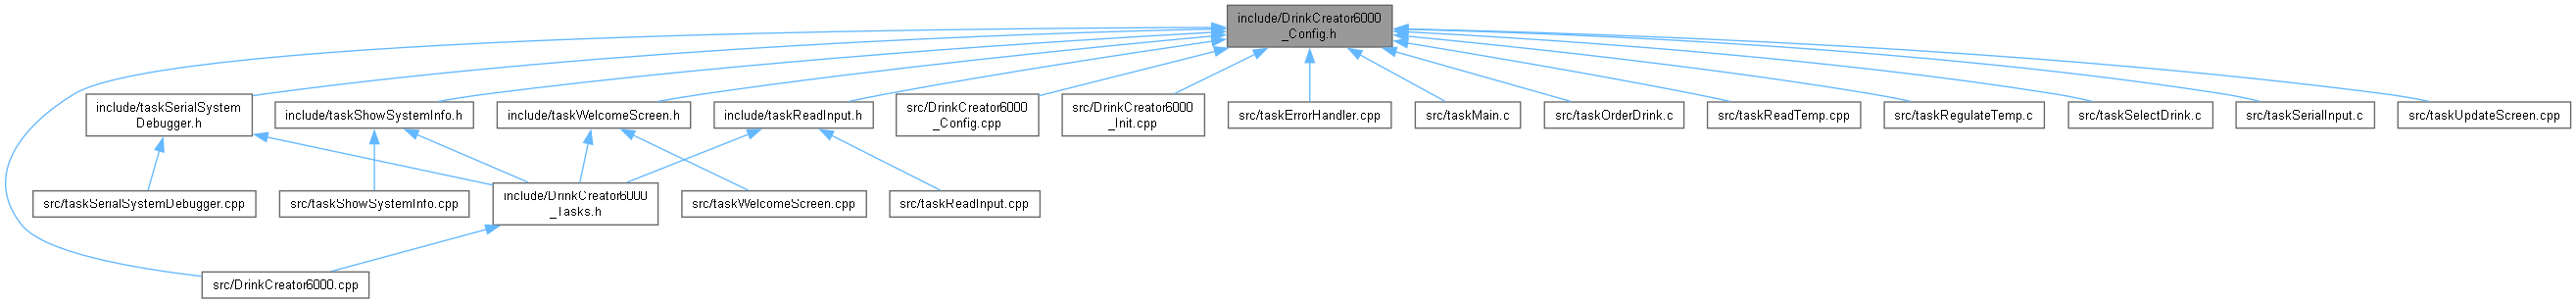 include/DrinkCreator6000
_Config.h
include/taskSerialSystem
Debugger.h
include/taskShowSystemInfo.h
include/taskWelcomeScreen.h
include/taskReadInput.h
src/DrinkCreator6000
_Config.cpp
src/DrinkCreator6000
_Init.cpp
src/taskErrorHandler.cpp
src/taskMain.c
src/taskOrderDrink.c
src/taskReadTemp.cpp
src/taskRegulateTemp.c
src/taskSelectDrink.c
src/taskSerialInput.c
src/taskUpdateScreen.cpp
src/taskSerialSystemDebugger.cpp
src/taskShowSystemInfo.cpp
include/DrinkCreator6000
_Tasks.h
src/taskWelcomeScreen.cpp
src/taskReadInput.cpp
src/DrinkCreator6000.cpp